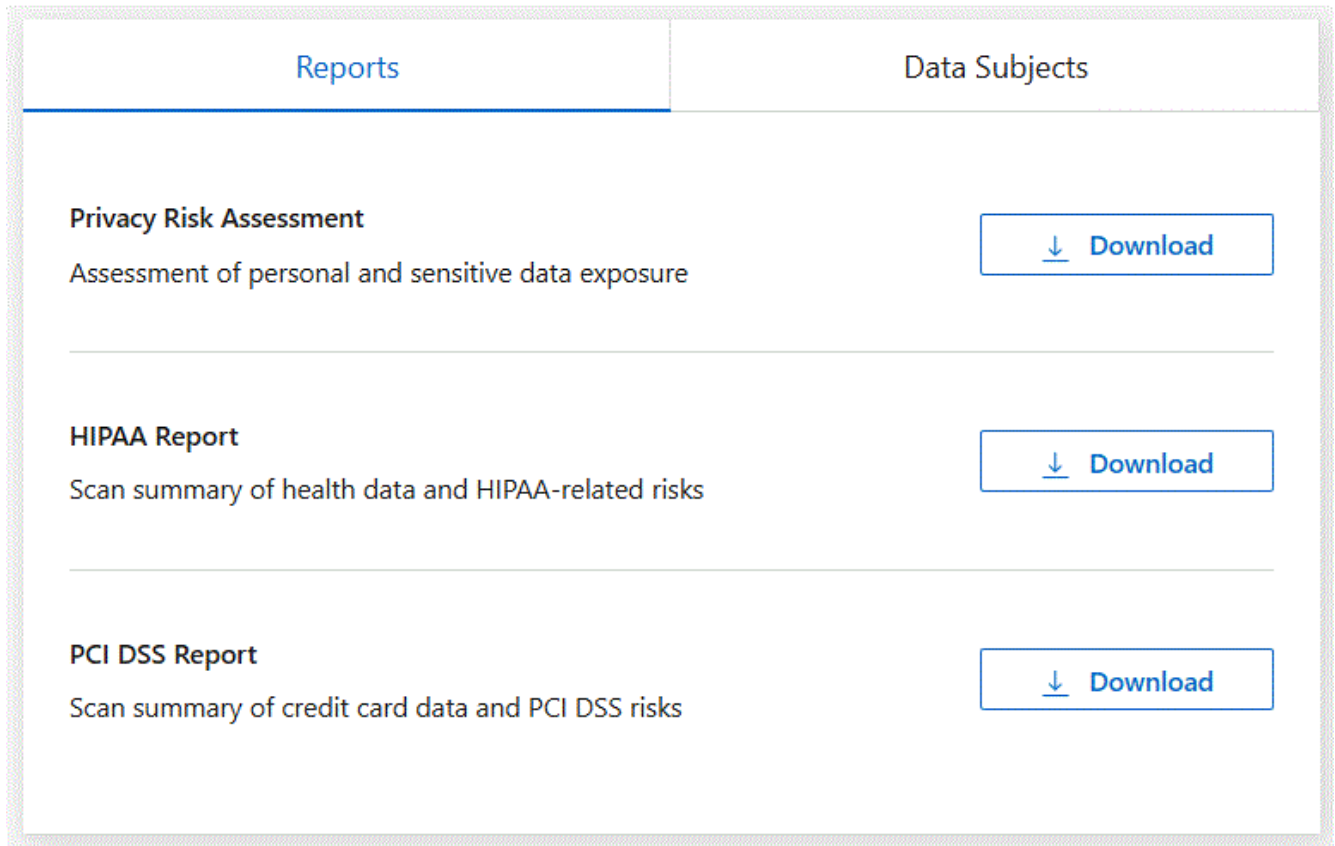 Reports
Data Subjects
Privacy Risk Assessment
Assessment of personal and sensitive data exposure
Download
HIPAA Report
Scan summary of health data and HIPAA-related risks
Download
PCI DSS Report
Scan summary of credit card data and PCI DSS risks
Download